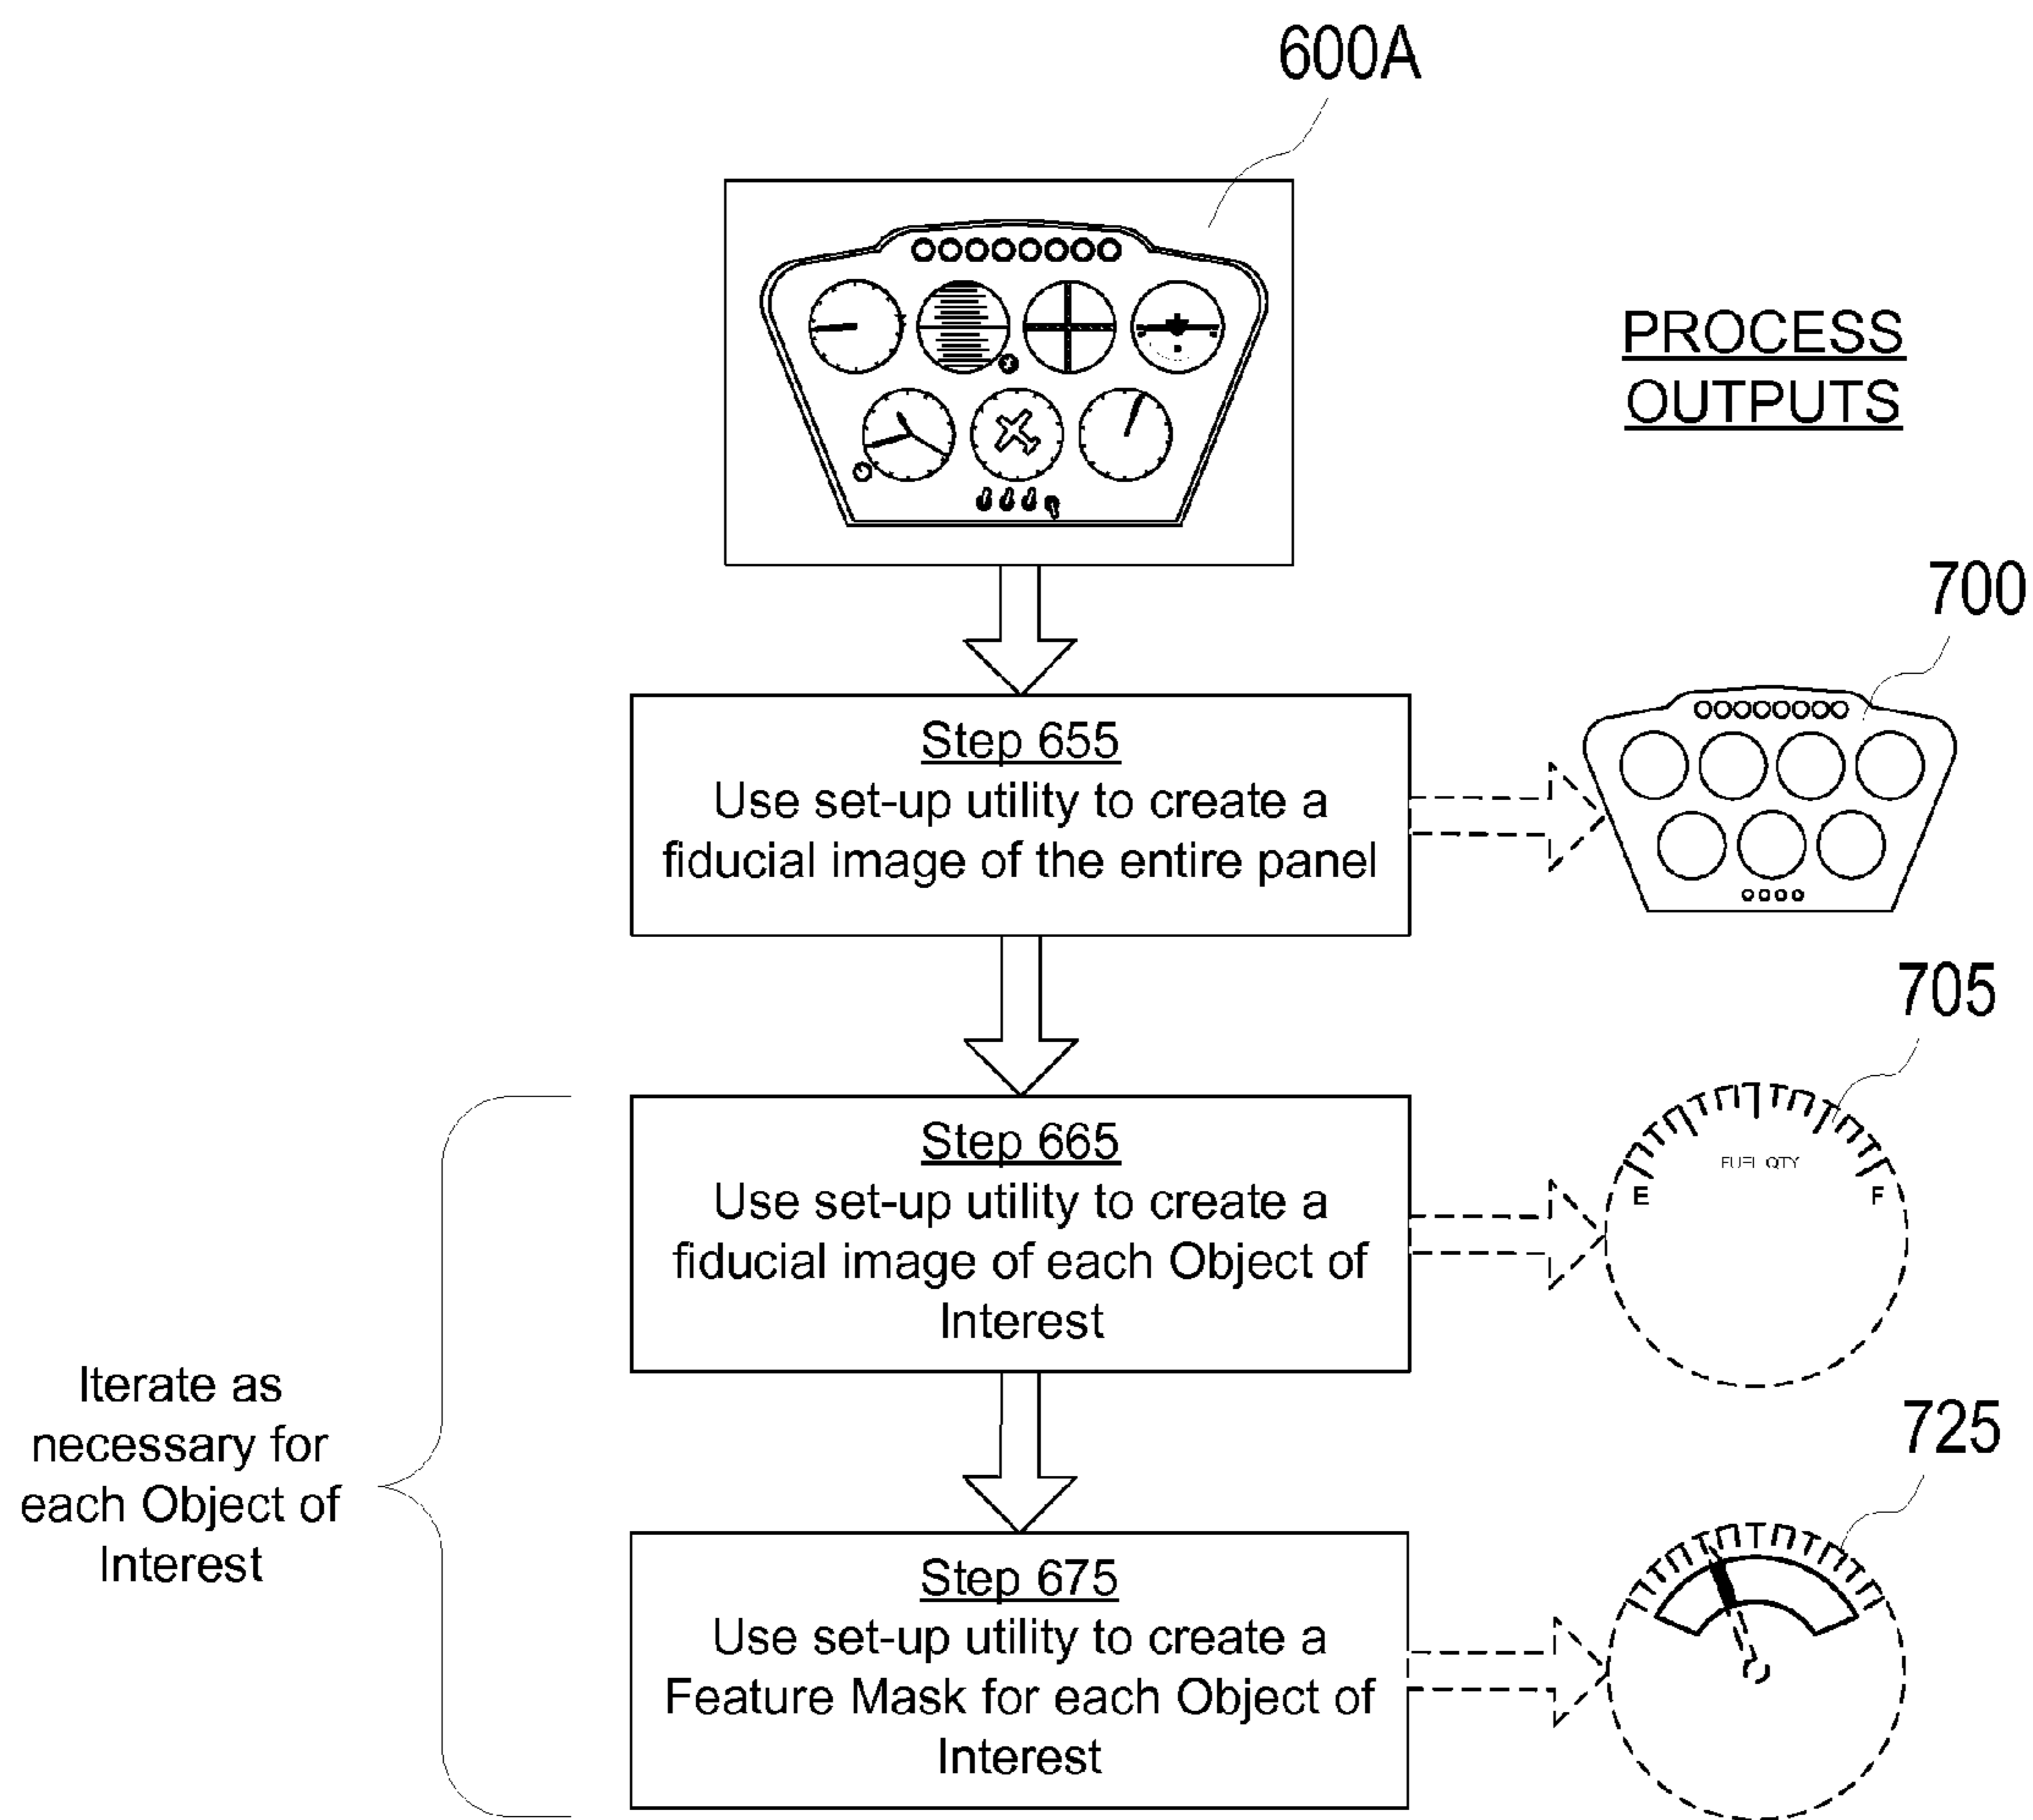 600A
PROCESS
OUTPUTS
700
Step 655
Use set-up utility to create a
fiducial image of the entire panel
705
Step 665
Use set-up utility to create a
fiducial image of each Object of
Interest
FUEL QTY
E
F
Iterate as
necessary for
each Object of
Interest
725
Step 675
Use set-up utility to create a
Feature Mask for each Object of
Interest